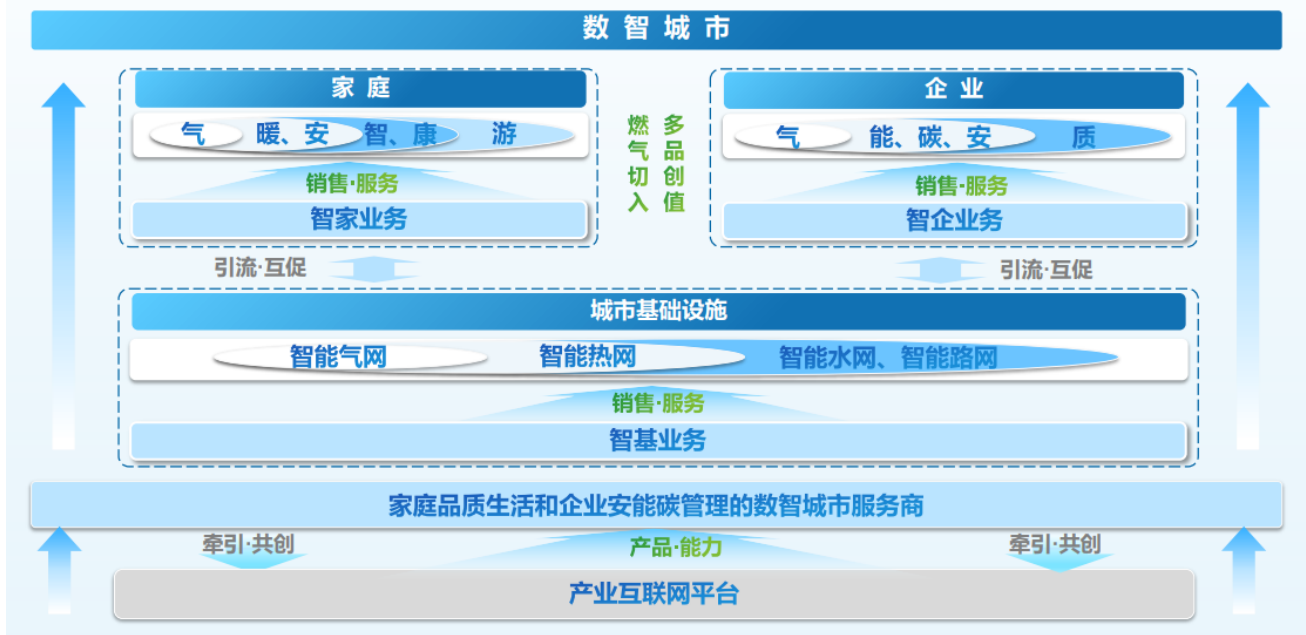 数智城市
家庭
企业
气 暖、安 智、康 游
燃气切入
多品创值
气 能、碳、安 质
销售·服务
销售·服务
智家业务
智企业务
引流·互促
引流·互促
城市基础设施
智能气网 智能热网 智能水网、智能路网
销售·服务
智基业务
家庭品质生活和企业安能碳管理的数智城市服务商
牵引·共创
产品·能力
牵引·共创
产业互联网平台